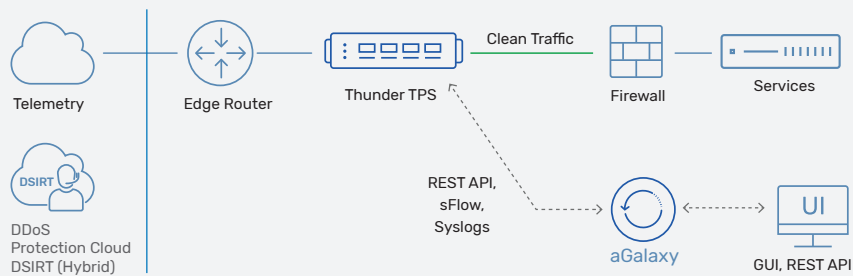 Clean Traffic
Telemetry
Edge Router
Thunder TPS
Firewall
Services
DSIRT
DDoS
Protection Cloud
DSIRT (Hybrid)
REST API,
sFlow,
Syslogs
aGalaxy
UI
GUI, REST API